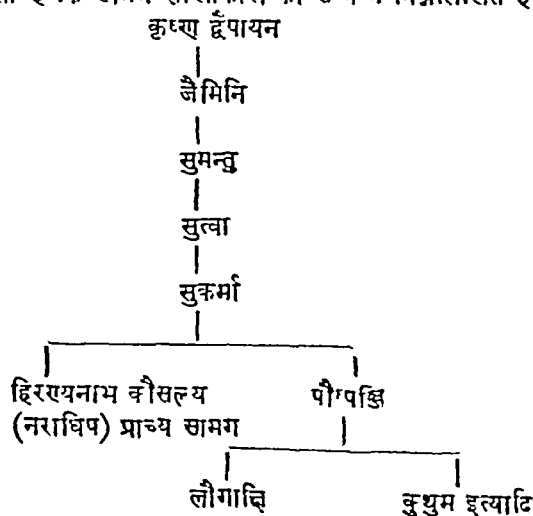 कृष्ण द्वैपायन
जैमिनि
सुमन्तु
सुत्वा
सुकर्मा
हिरण्यनाभ कौसल्य
पौष्पञ्जि
(नराधिप) प्राच्य सामग
लौगाक्षि
कुथुम इत्यादि